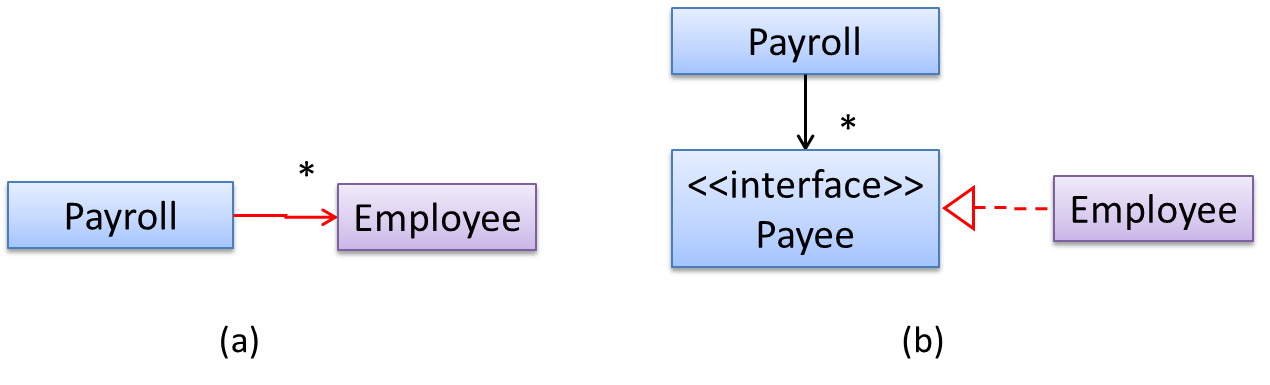 Payroll
*
Employee
(a)
Payroll
*
<<interface>>
Payee
Employee
(b)